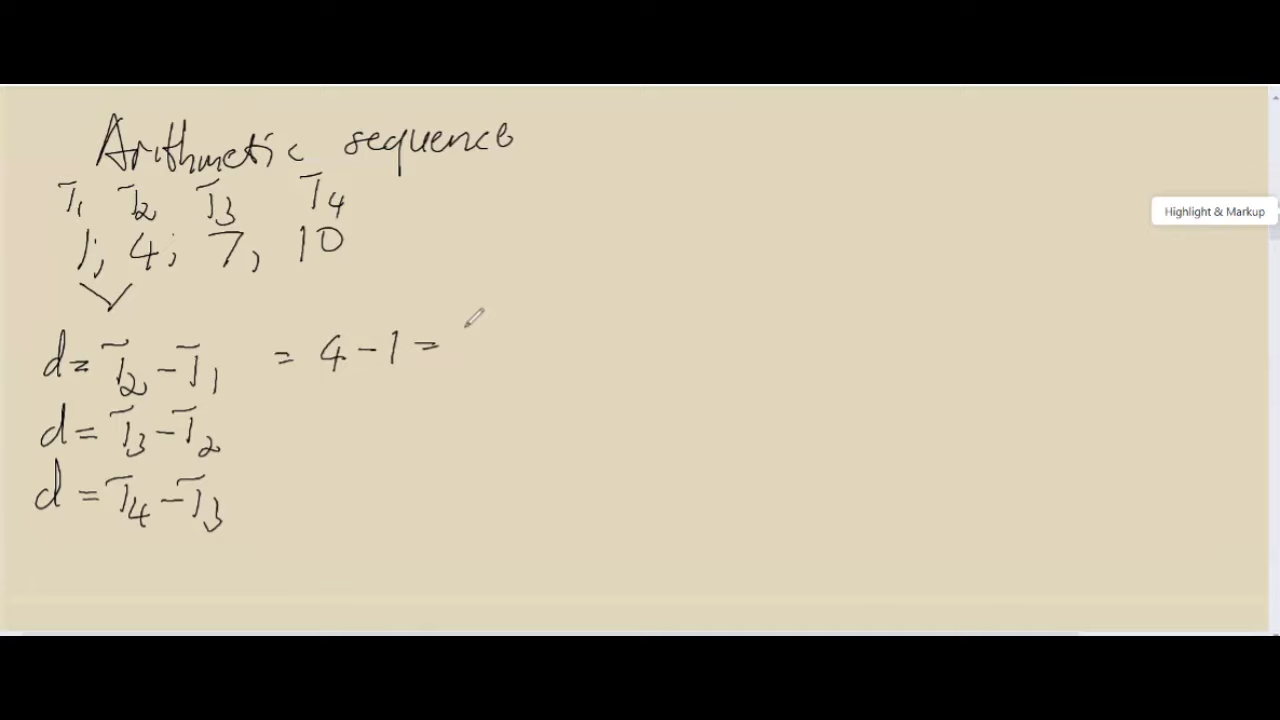 Arithmetic sequence
T1 T2 T3 T4
1; 4; 7, 10
Highlight & Markup
d = T2 - T1 = 4 - 1 =
d = T3 - T2
d = T4 - T3